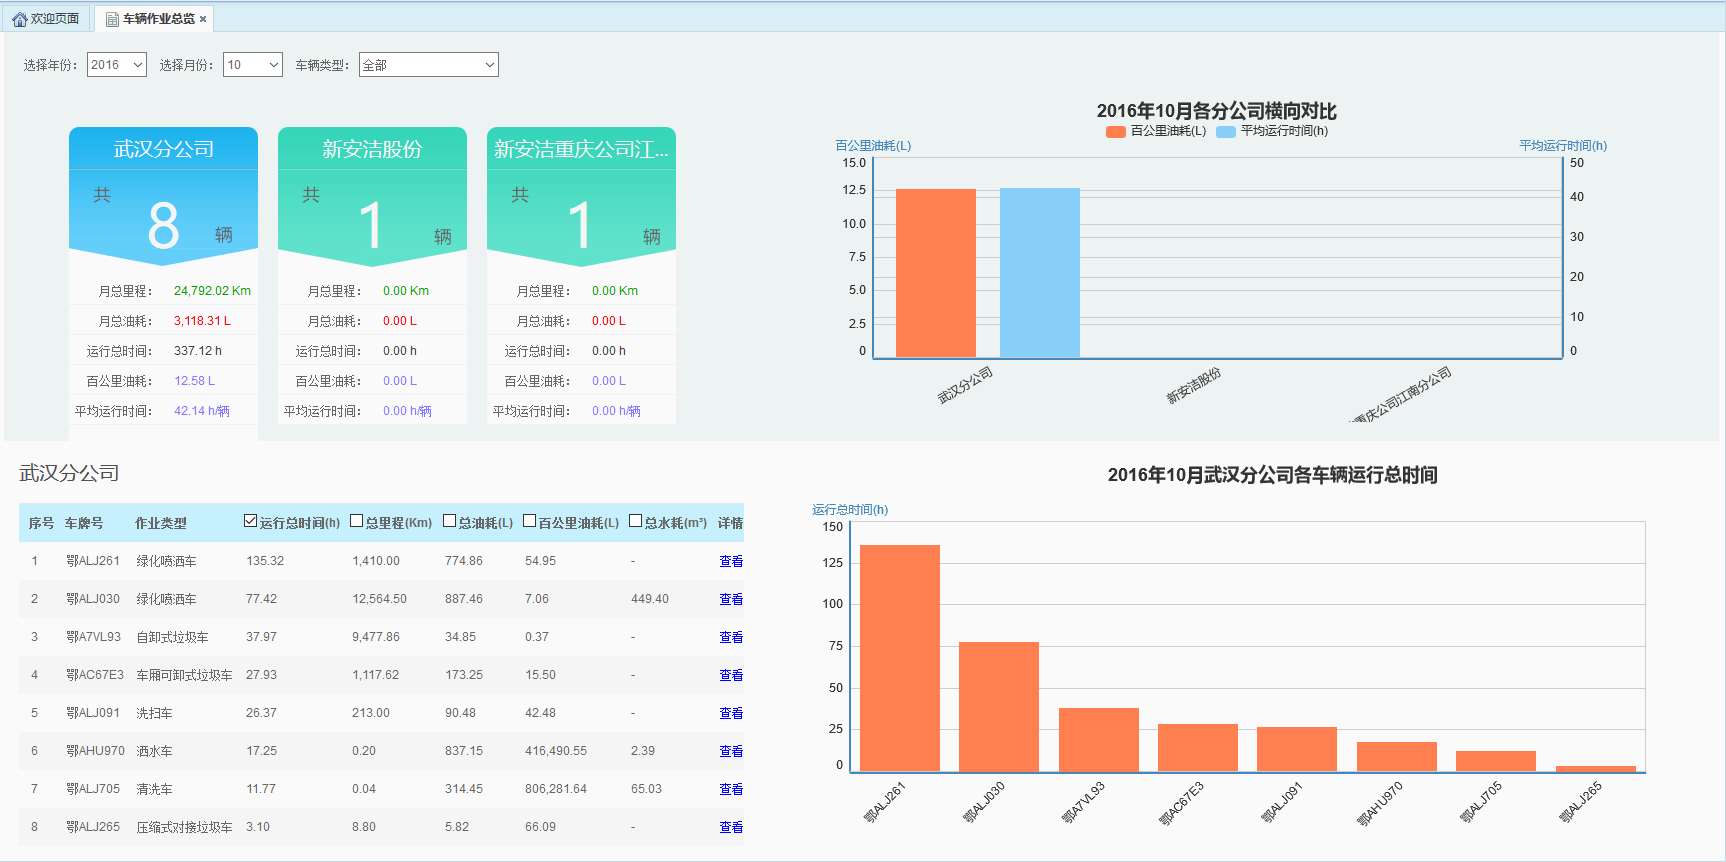 欢迎页面 车辆作业总览 ×
选择年份： 2016 选择月份： 10 车辆类型： 全部
武汉分公司
共 8 辆
月总里程： 24,792.02 Km
月总油耗： 3,118.31 L
运行总时间： 337.12 h
百公里油耗： 12.58 L
平均运行时间： 42.14 h/辆
新安洁股份
共 1 辆
月总里程： 0.00 Km
月总油耗： 0.00 L
运行总时间： 0.00 h
百公里油耗： 0.00 L
平均运行时间： 0.00 h/辆
新安洁重庆公司江...
共 1 辆
月总里程： 0.00 Km
月总油耗： 0.00 L
运行总时间： 0.00 h
百公里油耗： 0.00 L
平均运行时间： 0.00 h/辆
2016年10月各分公司横向对比
百公里油耗(L) 平均运行时间(h)
百公里油耗(L) 平均运行时间(h)
15.0 50
12.5 40
10.0 30
7.5
5.0 20
2.5 10
0 0
武汉分公司 新安洁股份 重庆公司江南分公司
武汉分公司
序号 车牌号 作业类型 运行总时间(h) 总里程(Km) 总油耗(L) 百公里油耗(L) 总水耗(m³) 详情
1 鄂ALJ261 绿化喷洒车 135.32 1,410.00 774.86 54.95 - 查看
2 鄂ALJ030 绿化喷洒车 77.42 12,564.50 887.46 7.06 449.40 查看
3 鄂A7VL93 自卸式垃圾车 37.97 9,477.86 34.85 0.37 - 查看
4 鄂AC67E3 车厢可卸式垃圾车 27.93 1,117.62 173.25 15.50 - 查看
5 鄂ALJ091 洗扫车 26.37 213.00 90.48 42.48 - 查看
6 鄂AHU970 洒水车 17.25 0.20 837.15 416,490.55 2.39 查看
7 鄂ALJ705 清洗车 11.77 0.04 314.45 806,281.64 65.03 查看
8 鄂ALJ265 压缩式对接垃圾车 3.10 8.80 5.82 66.09 - 查看
2016年10月武汉分公司各车辆运行总时间
运行总时间(h)
150
125
100
75
50
25
0
鄂ALJ261 鄂ALJ030 鄂A7VL93 鄂AC67E3 鄂ALJ091 鄂AHU970 鄂ALJ705 鄂ALJ265